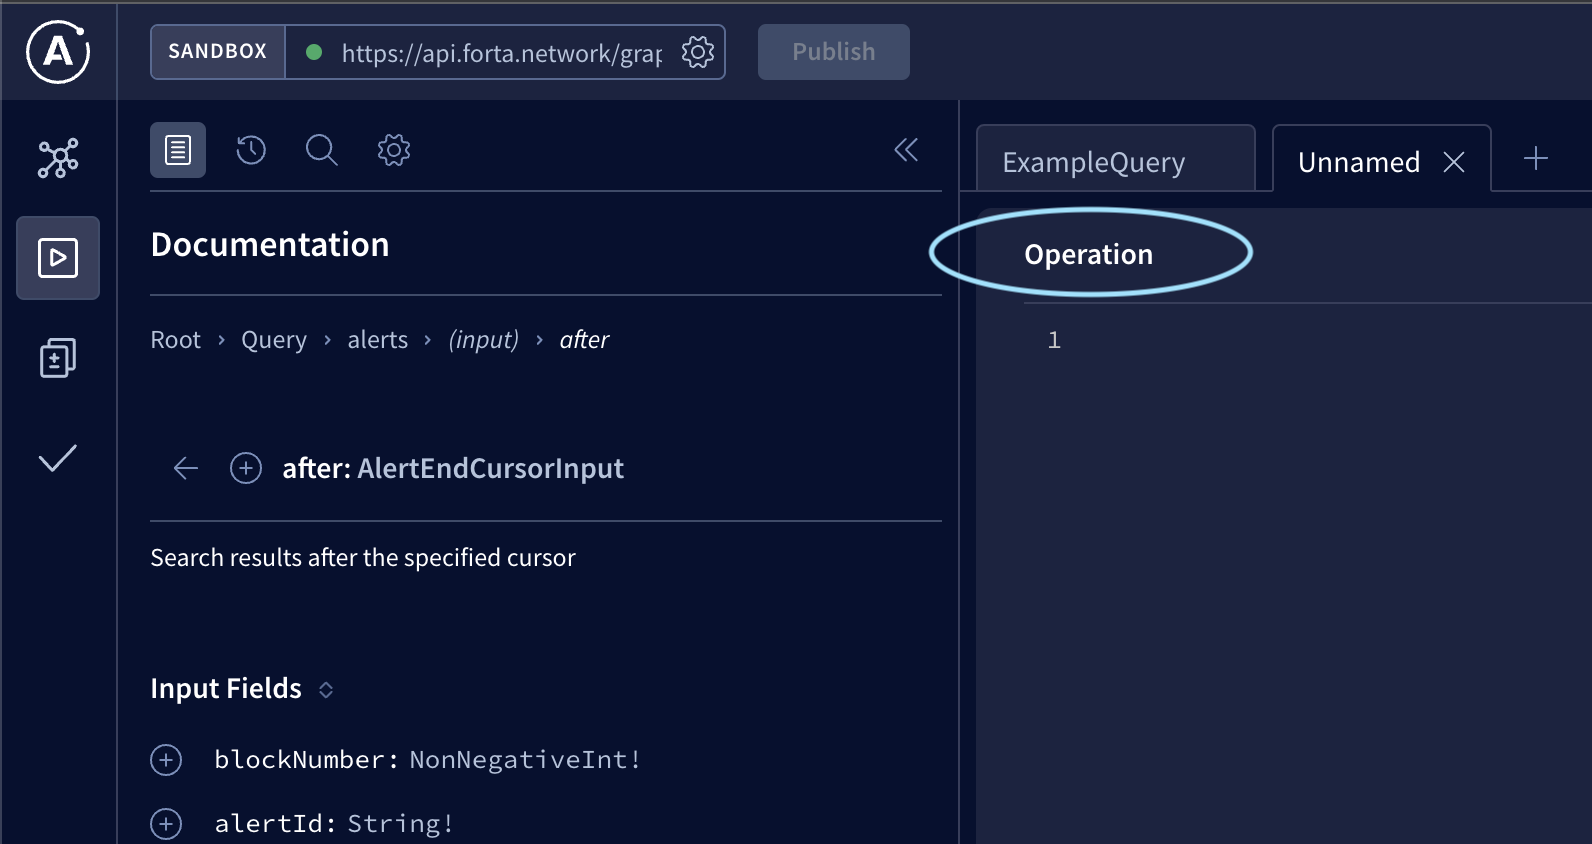 A
SANDBOX
https://api.forta.network/grap
Publish
ExampleQuery
Unnamed
Documentation
Operation
Root › Query › alerts › (input) › after
1
after: AlertEndCursorInput
Search results after the specified cursor
Input Fields
blockNumber: NonNegativeInt!
alertId: String!